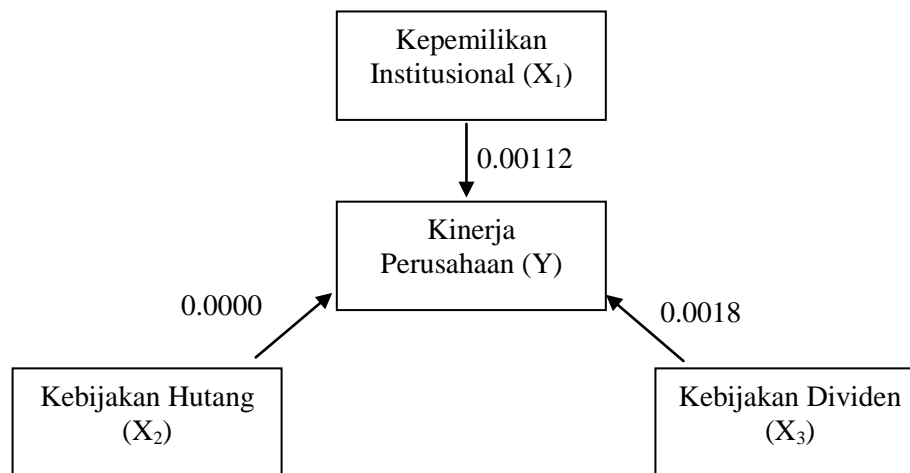 Kepemilikan
Institusional (X₁)
0.00112
Kinerja
Perusahaan (Y)
0.0000
0.0018
Kebijakan Hutang
(X₂)
Kebijakan Dividen
(X₃)